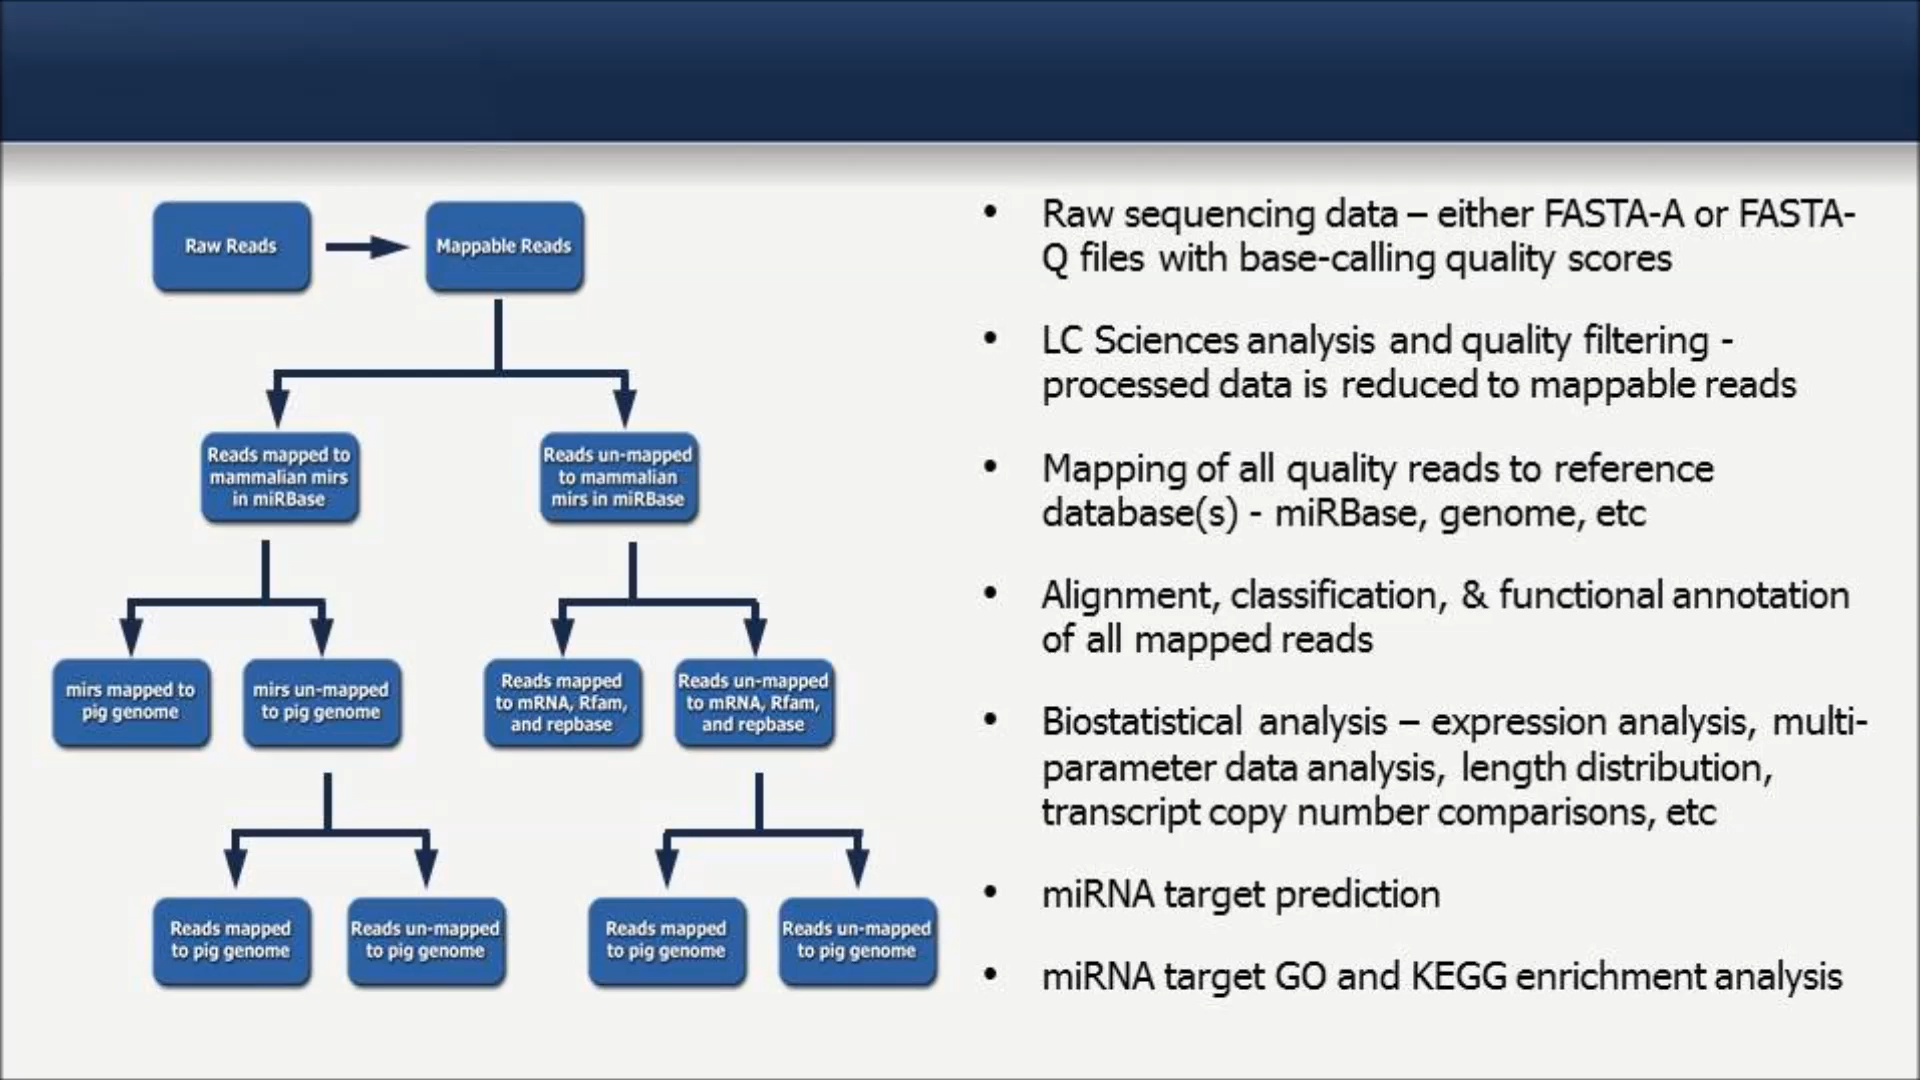 Raw Reads
Mappable Reads
Reads mapped to
mammalian mirs
in miRBase
Reads un-mapped
to mammalian
mirs in miRBase
mirs mapped to
pig genome
mirs un-mapped
to pig genome
Reads mapped
to mRNA, Rfam,
and repbase
Reads un-mapped
to mRNA, Rfam,
and repbase
Reads mapped
to pig genome
Reads un-mapped
to pig genome
Reads mapped
to pig genome
Reads un-mapped
to pig genome
• Raw sequencing data – either FASTA-A or FASTA-
Q files with base-calling quality scores
• LC Sciences analysis and quality filtering -
processed data is reduced to mappable reads
• Mapping of all quality reads to reference
database(s) - miRBase, genome, etc
• Alignment, classification, & functional annotation
of all mapped reads
• Biostatistical analysis – expression analysis, multi-
parameter data analysis, length distribution,
transcript copy number comparisons, etc
• miRNA target prediction
• miRNA target GO and KEGG enrichment analysis